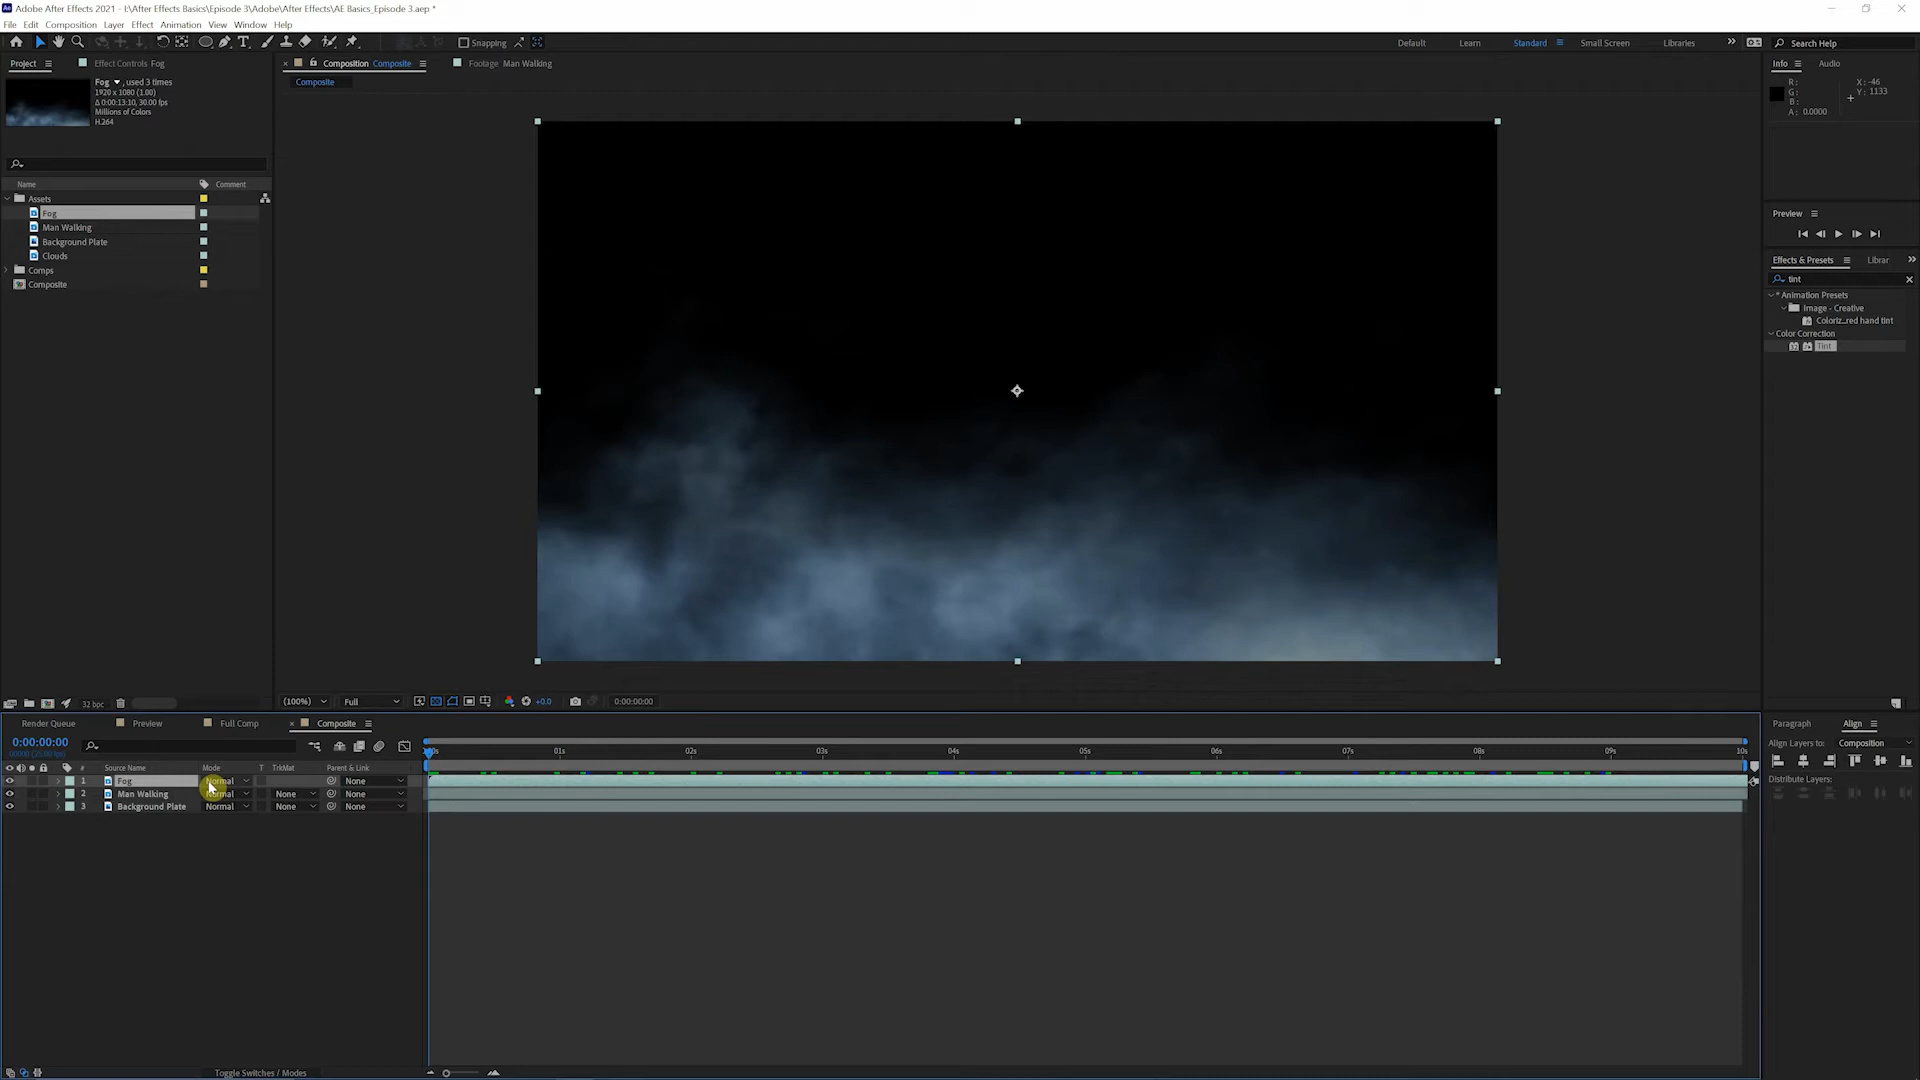 Adobe After Effects 2021 - I:\After Effects Basics\Episode 3\Adobe\After Effects\AE Basics_Episode 3.aep *
File Edit Composition Layer Effect Animation View Window Help
Snapping
Default Learn Standard Small Screen Libraries Search Help
Project Effect Controls Fog
Composition Composite Footage Man Walking
Info Audio
Fog , used 3 times
1920 x 1080 (1.00)
Δ 0:00:13:10, 30.00 fps
Millions of Colors
H.264
Composite
R:
G:
B:
A: 0.0000
X: -46
Y: 1133
Name Comment
Assets
Fog
Man Walking
Background Plate
Clouds
Comps
Composite
Preview
Effects & Presets Librar
tint
* Animation Presets
Image - Creative
Coloriz...red hand tint
Color Correction
Tint
32 bpc
(100%) Full +0.0 0:00:00:00
Render Queue Preview Full Comp Composite
0:00:00:00
00000 (25.00 fps)
01s 02s 03s 04s 05s 06s 07s 08s 09s 10s
# Source Name Mode T TrkMat Parent & Link
1 Fog Normal None
2 Man Walking Normal None None
3 Background Plate Normal None None
Toggle Switches / Modes
Paragraph Align
Align Layers to: Composition
Distribute Layers: